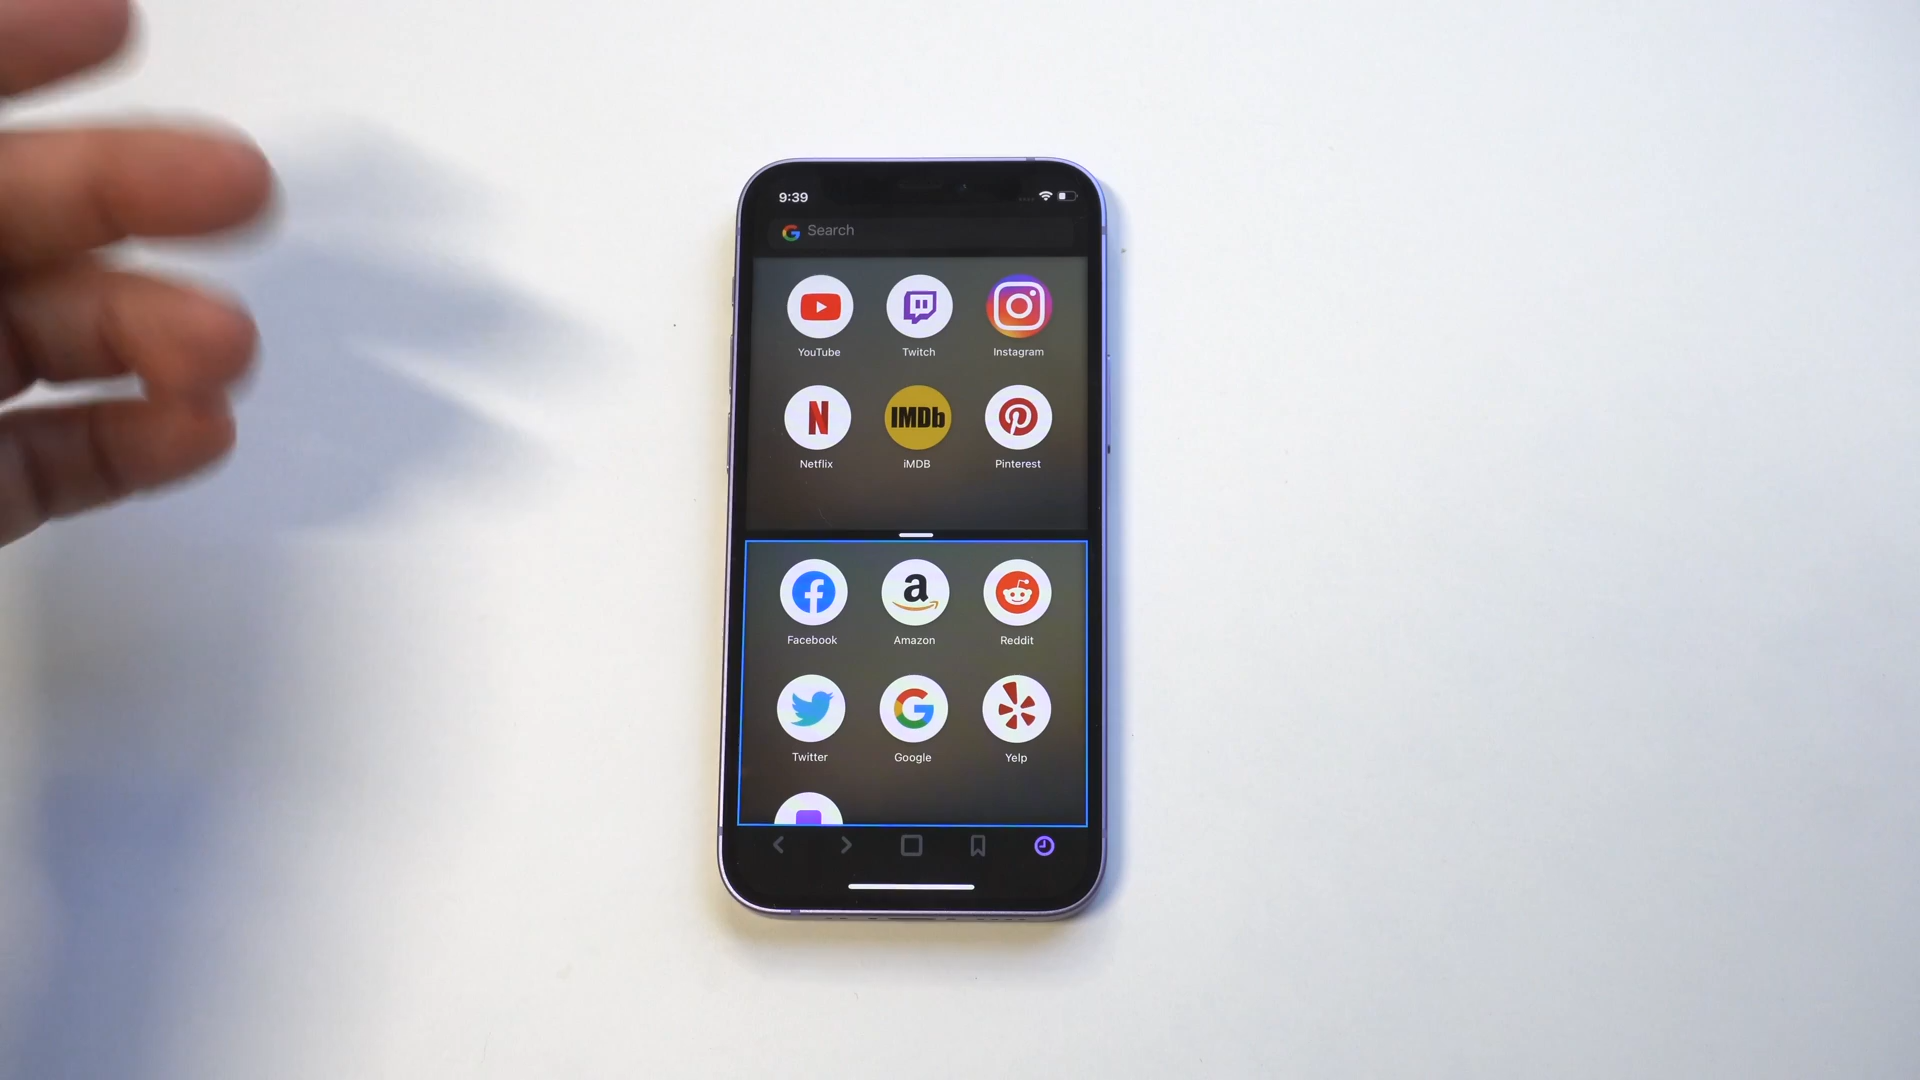 9:39
Search
YouTube Twitch Instagram
IMDb
Netflix iMDB Pinterest
Facebook Amazon Reddit
Twitter Google Yelp